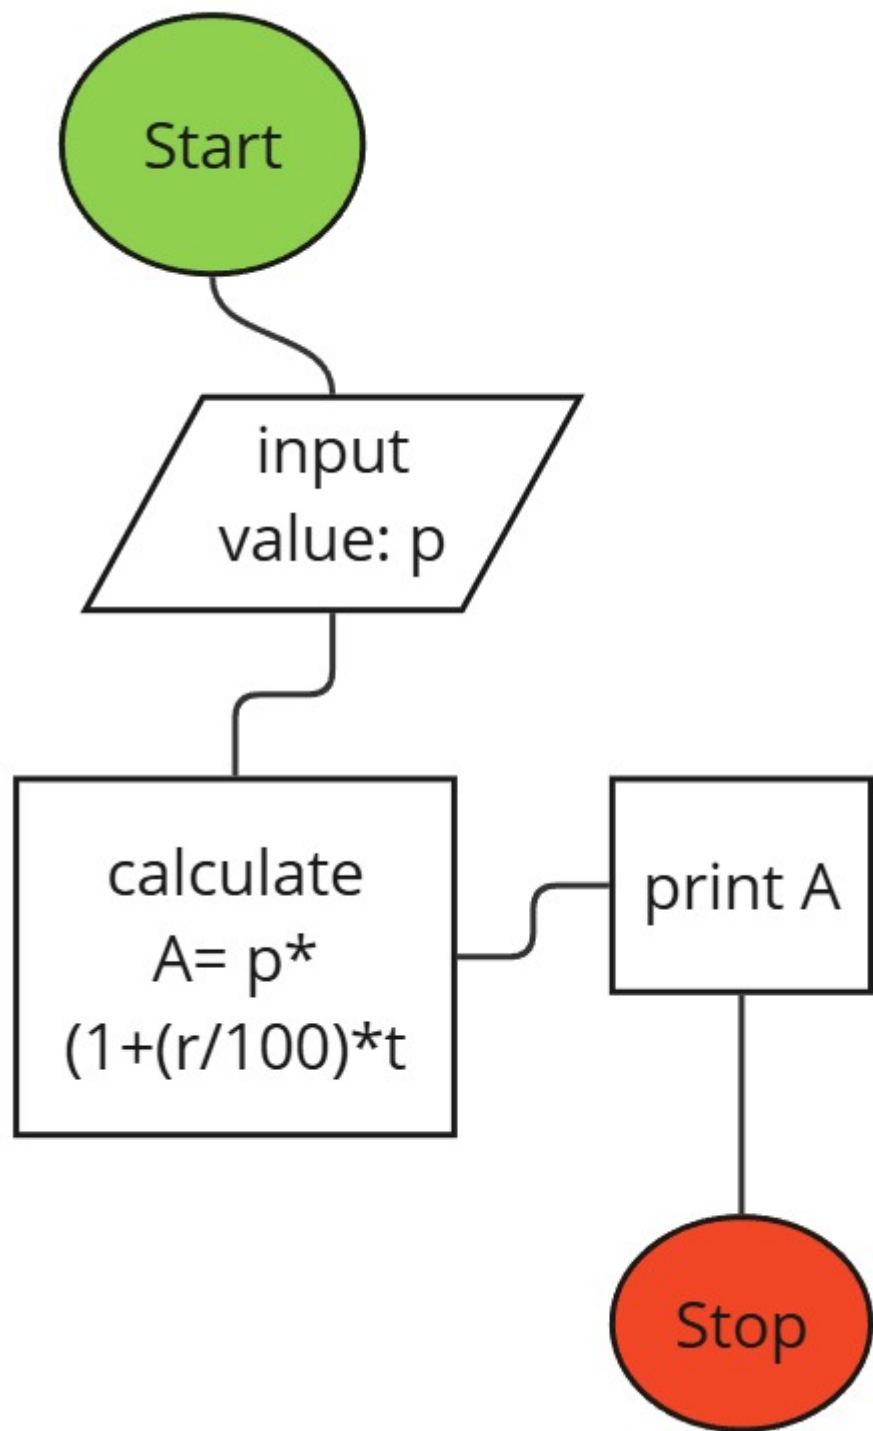 Start
input
value: p
calculate
A= p*
(1+(r/100)*t
print A
Stop